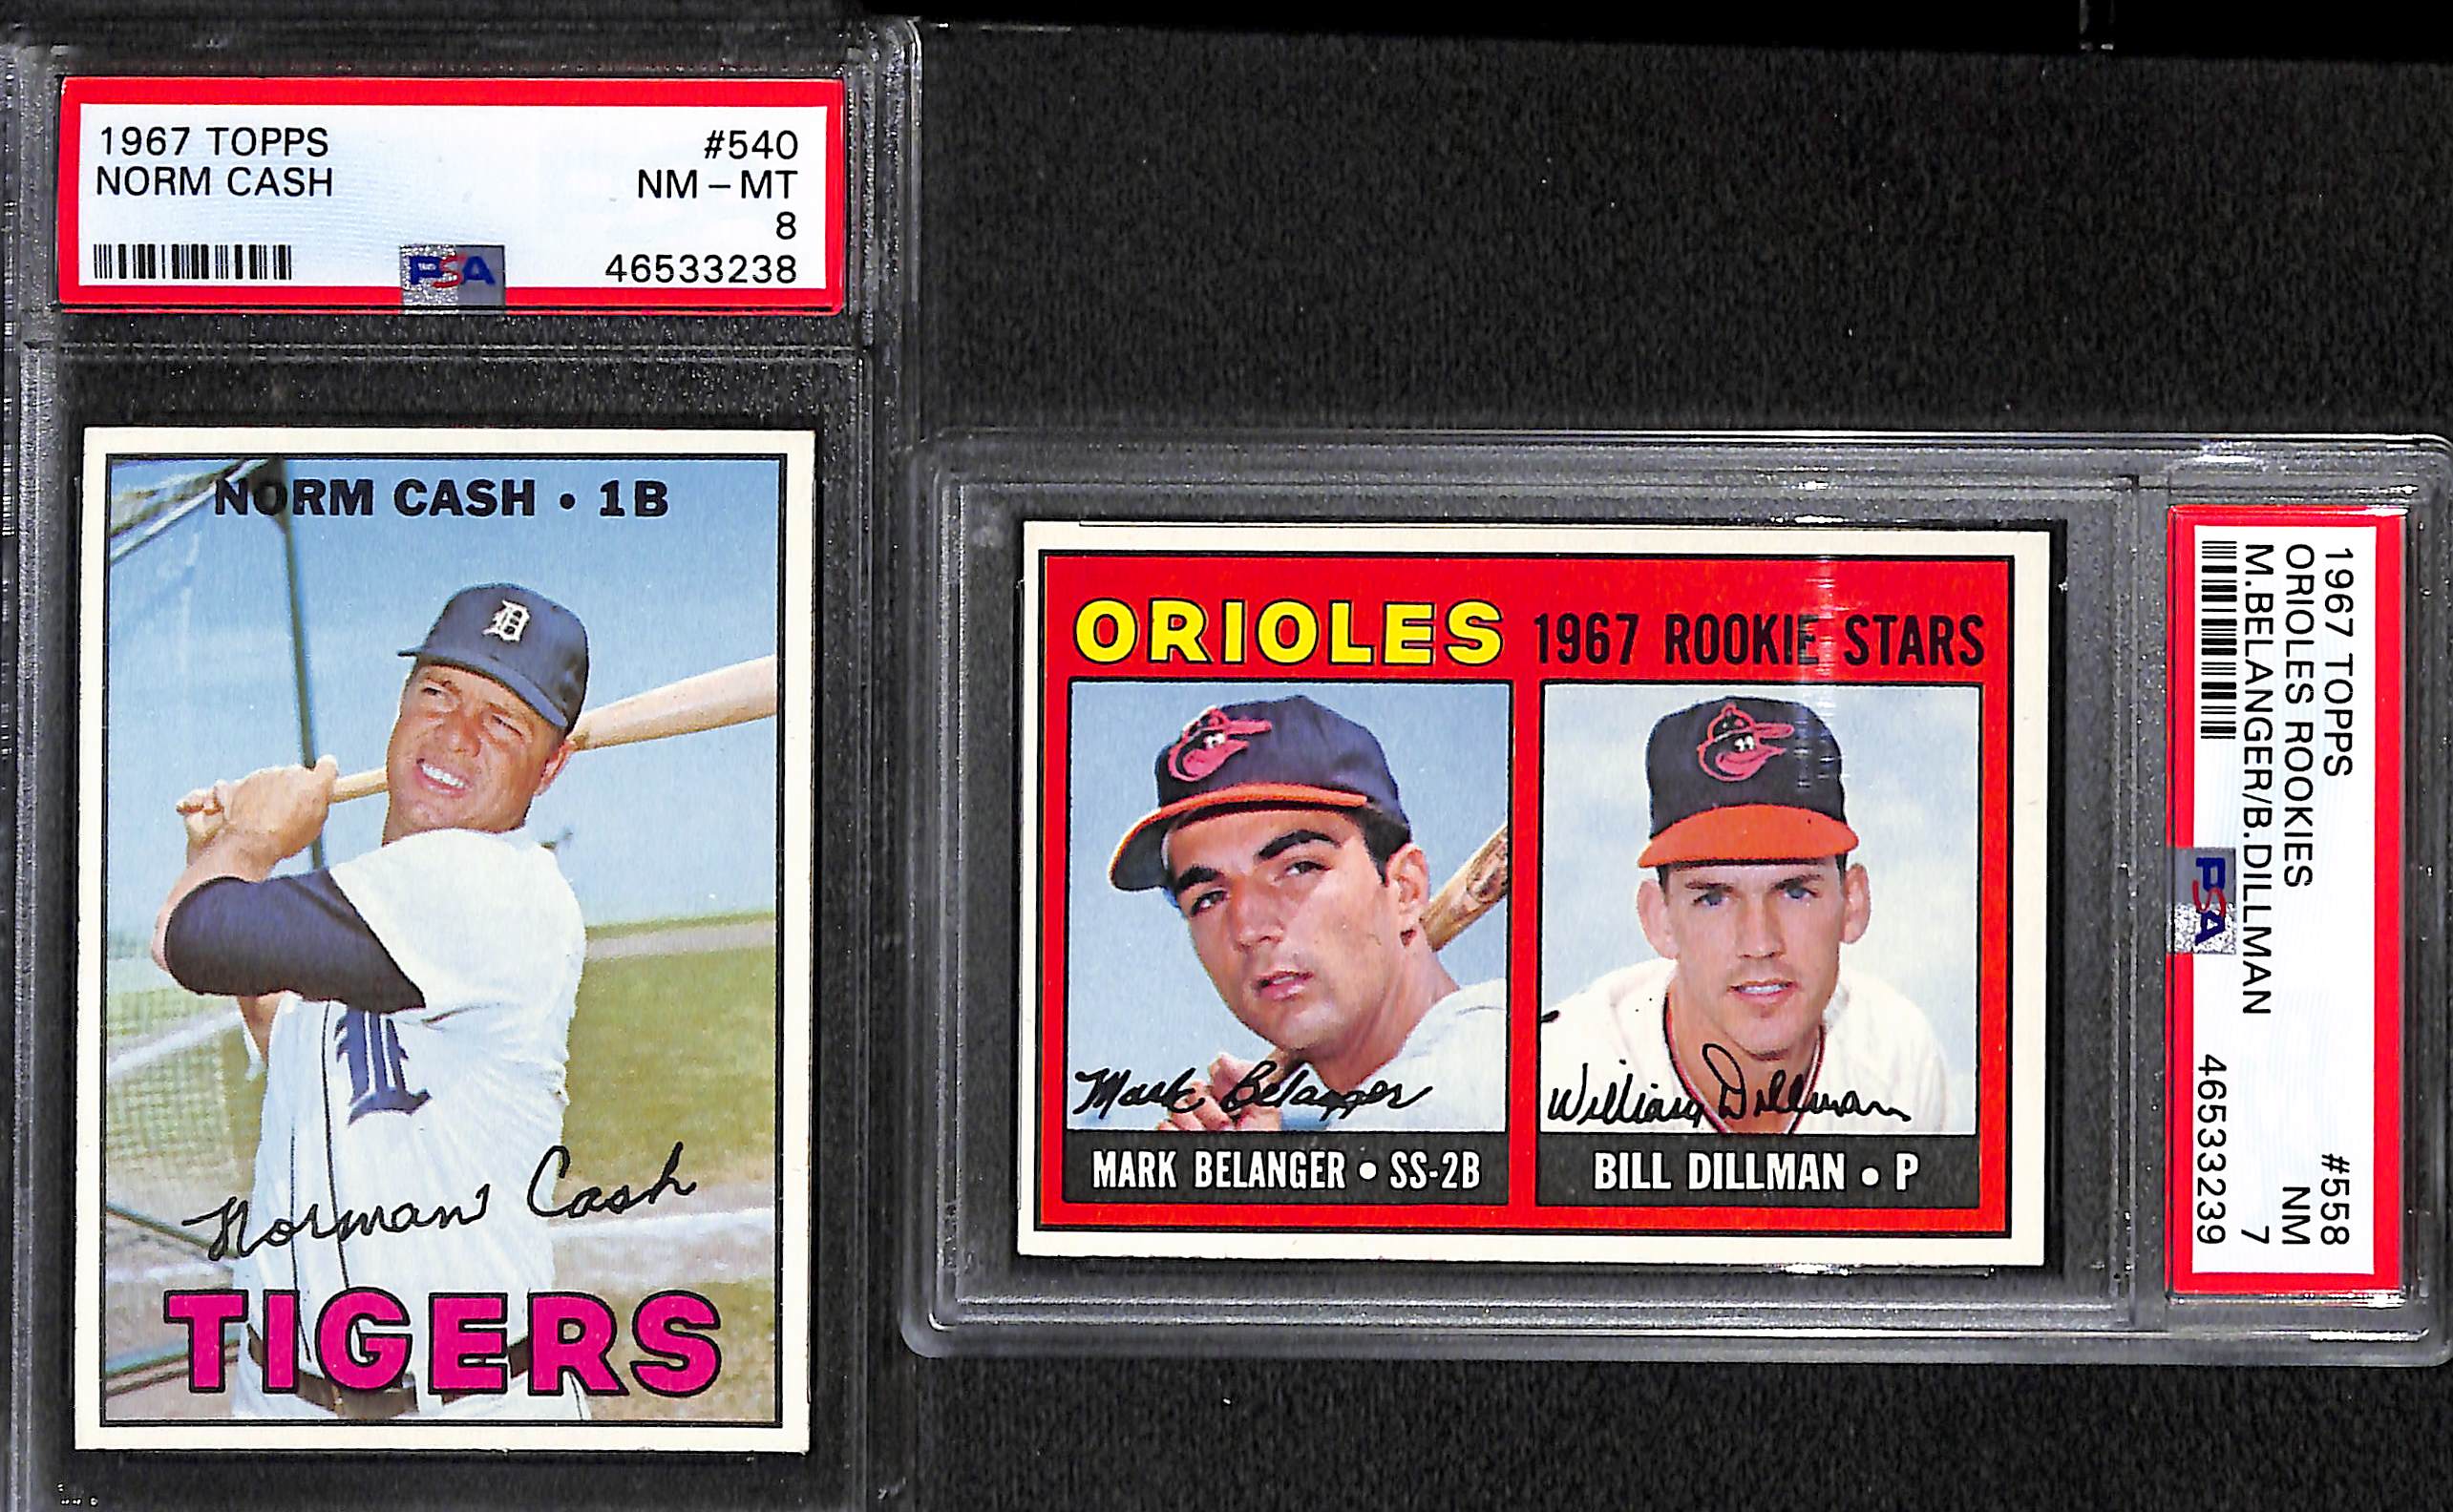 1967 TOPPS #540
NORM CASH NM – MT
8
PSA 46533238
NORM CASH • 1B
D
Norman Cash
TIGERS
ORIOLES 1967 ROOKIE STARS
Mark Belanger William Dillman
MARK BELANGER • SS-2B BILL DILLMAN • P
1967 TOPPS #558
ORIOLES ROOKIES NM
M.BELANGER/B.DILLMAN 7
PSA 46533239